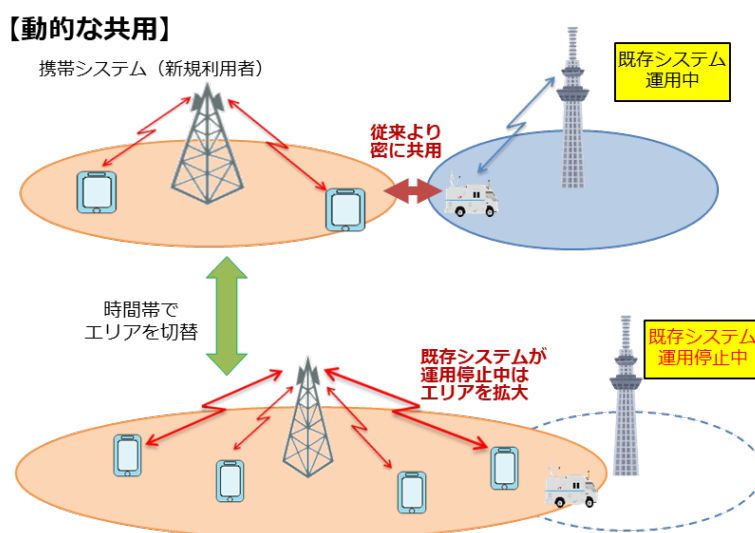 【動的な共用】
携帯システム（新規利用者）
既存システム
運用中
従来より
密に共用
時間帯で
エリアを切替
既存システムが
運用停止中は
エリアを拡大
既存システム
運用停止中